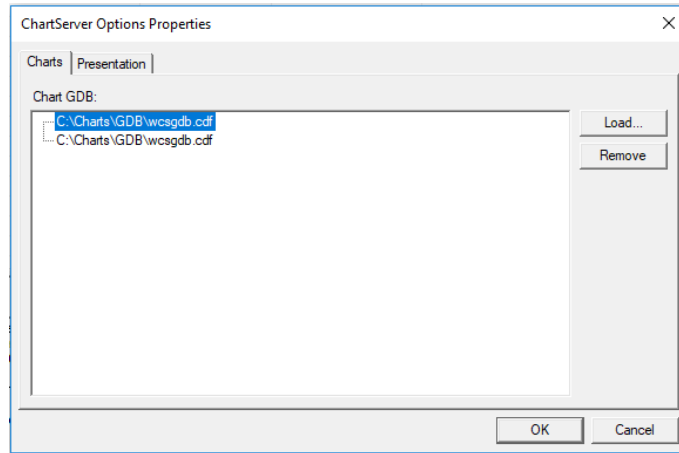 ChartServer Options Properties
Charts
Presentation
Chart GDB:
C:\Charts\GDB\wcsgdb.cdf
C:\Charts\GDB\wcsgdb.cdf
Load...
Remove
OK
Cancel